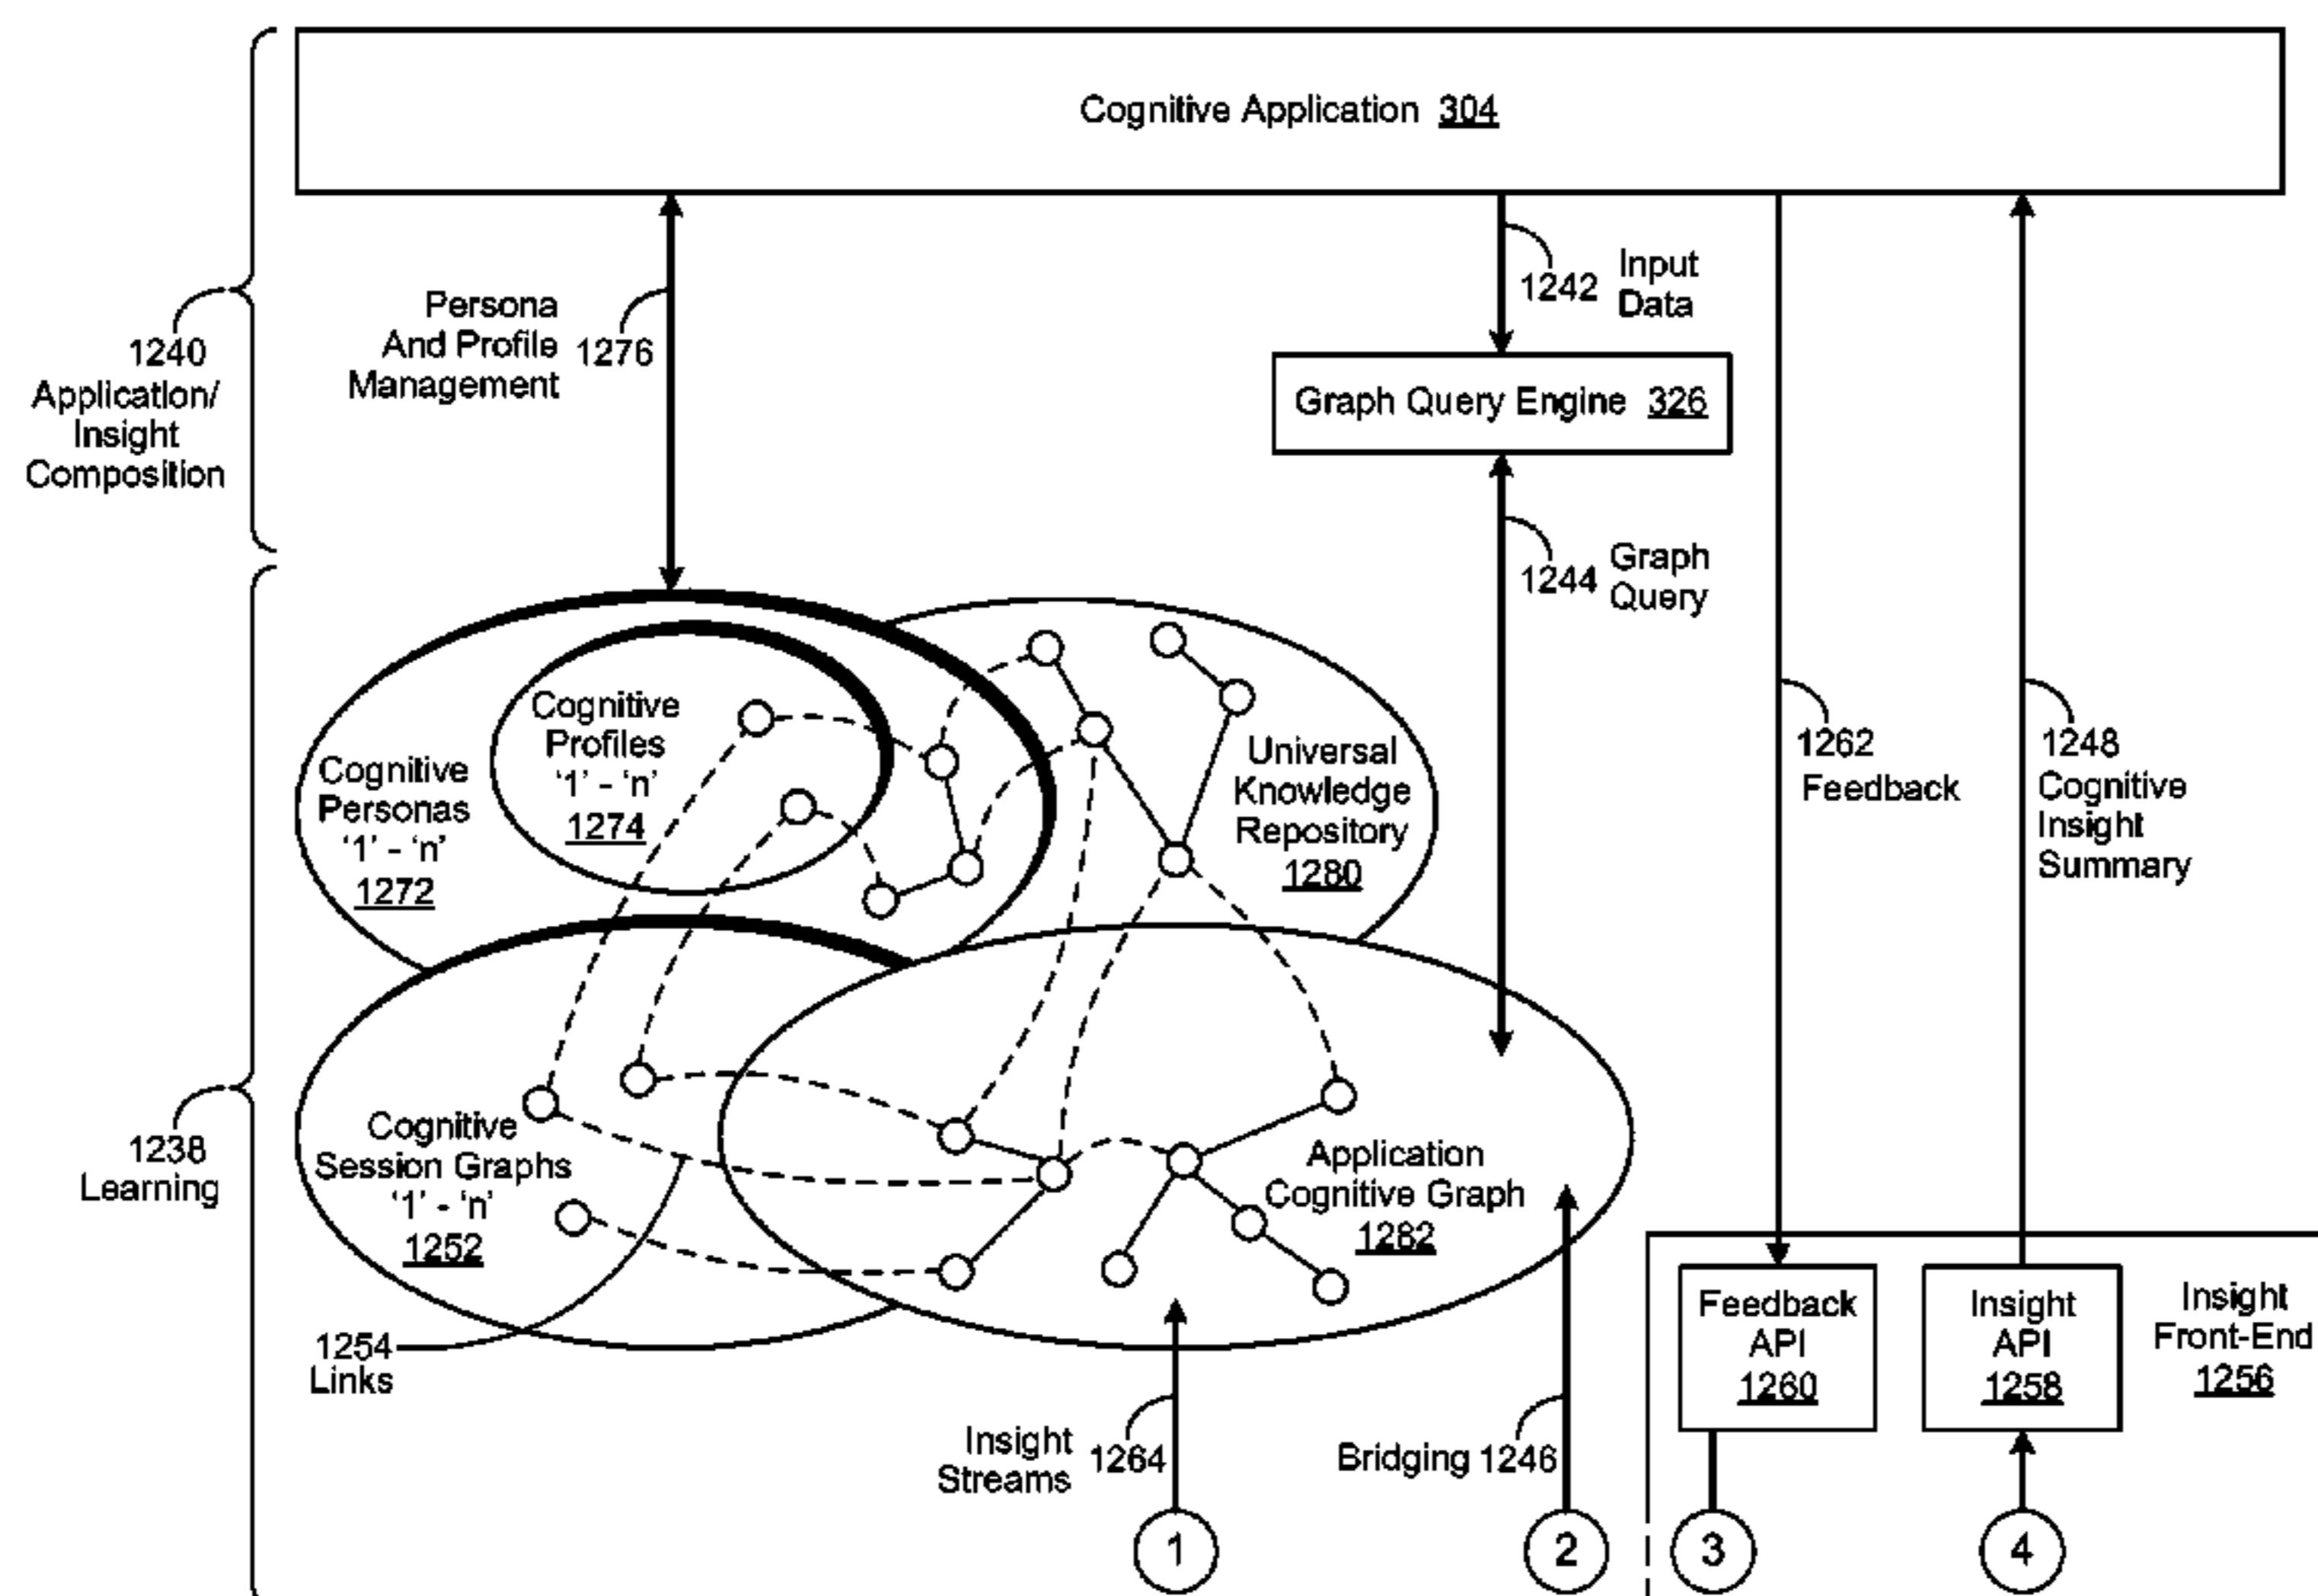 Cognitive Application 304
1242
Input
Data
Persona
And Profile
Management
1276
1240
Application/
Insight
Composition
Graph Query Engine 326
1244
Graph
Query
1262
Feedback
1248
Cognitive
Insight
Summary
Cognitive
Profiles
'1' - 'n'
1274
Cognitive
Personas
'1' - 'n'
1272
Universal
Knowledge
Repository
1280
1238
Learning
Cognitive
Session Graphs
'1' - 'n'
1252
Application
Cognitive Graph
1282
1254
Links
Feedback
API
1260
Insight
API
1258
Insight
Front-End
1256
Insight
Streams
1264
Bridging 1246
1
2
3
4